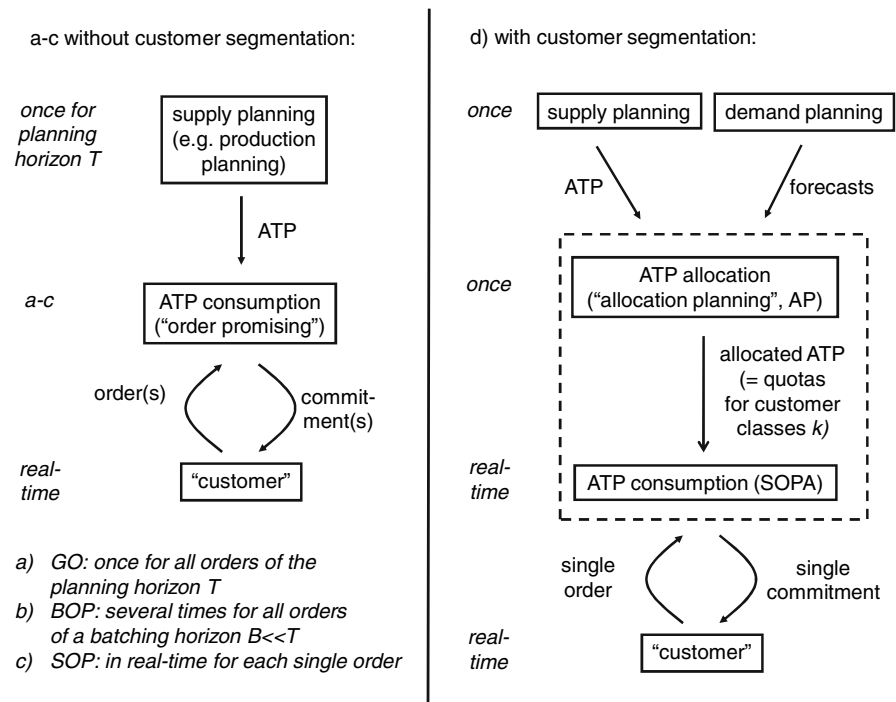 a-c without customer segmentation:
once for
planning
horizon T
supply planning
(e.g. production
planning)
ATP
a-c
ATP consumption
(“order promising”)
order(s)
commit-
ment(s)
real-
time
“customer”
a) GO: once for all orders of the
planning horizon T
b) BOP: several times for all orders
of a batching horizon B<<T
c) SOP: in real-time for each single order
d) with customer segmentation:
once
supply planning
demand planning
ATP
forecasts
once
ATP allocation
(“allocation planning”, AP)
allocated ATP
(= quotas
for customer
classes k)
real-
time
ATP consumption (SOPA)
single
order
single
commitment
real-
time
“customer”